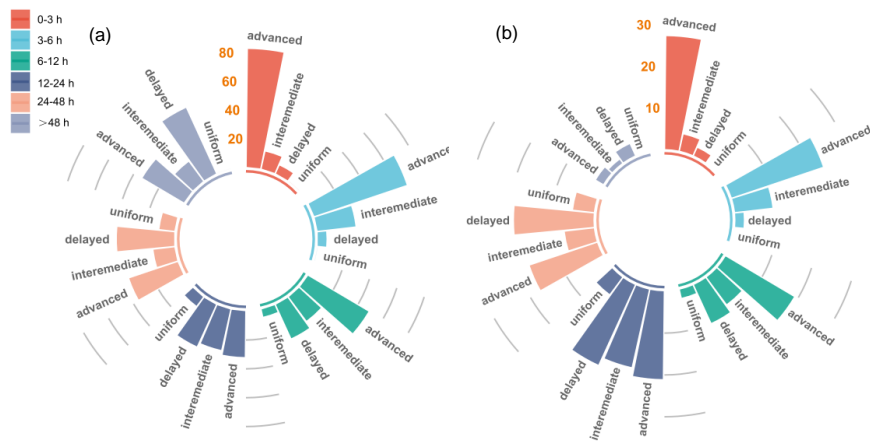 0-3 h
3-6 h
6-12 h
12-24 h
24-48 h
>48 h
(a)
80
60
40
20
advanced
interemediate
delayed
uniform
advance
interemediate
delayed
uniform
advanced
interemediate
delayed
uniform
advanced
interemediate
delayed
uniform
advanced
interemediate
delayed
uniform
advanced
interemediate
delayed
uniform
(b)
30
20
10
advanced
interemediate
delayed
uniform
advanced
interemediate
delayed
uniform
advanced
interemediate
delayed
uniform
advanced
interemediate
delayed
uniform
advanced
interemediate
delayed
uniform
advanced
interemediate
delayed
uniform